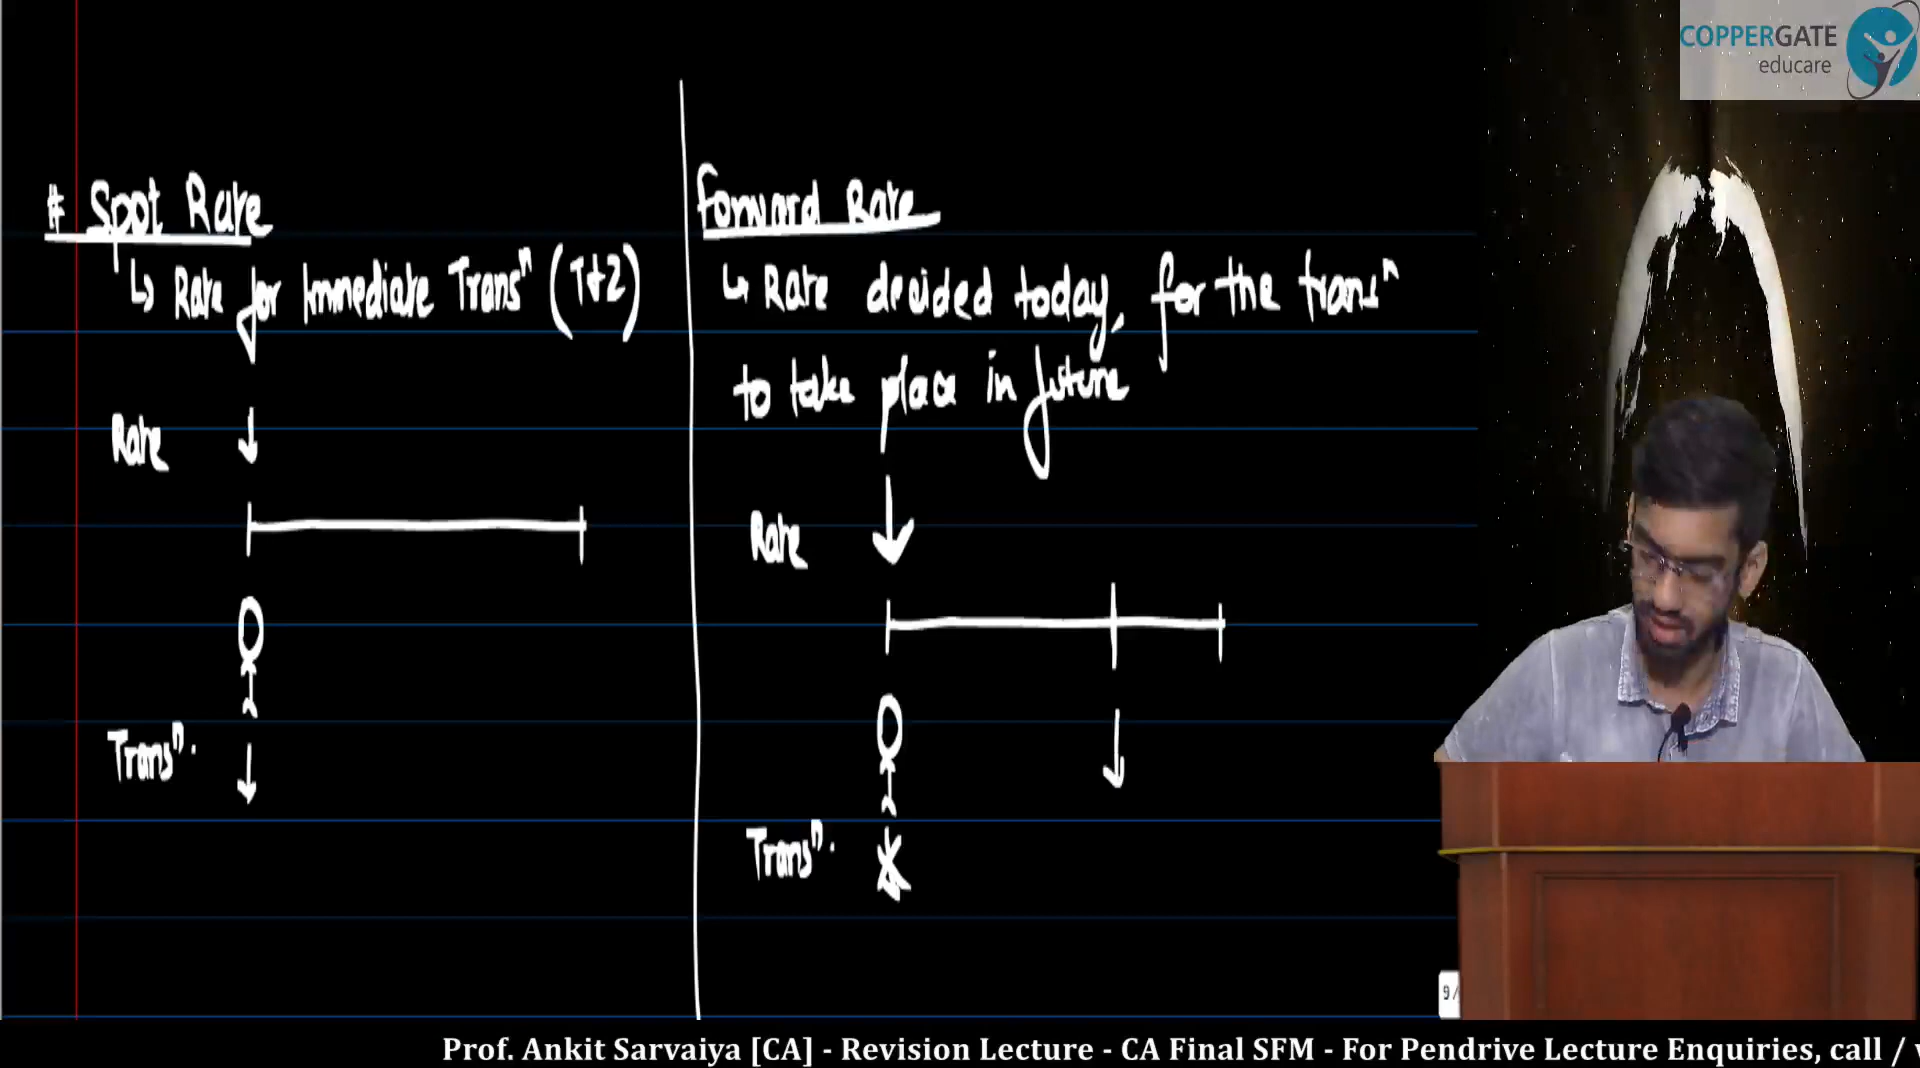 COPPERGATE
educare
# Spot Rate
↳ Rate for Immediate Transⁿ (T+2)
Rate
Transⁿ.
Forward Rate
↳ Rate decided today, for the transⁿ
to take place in future
Rate
Transⁿ.
9/
Prof. Ankit Sarvaiya [CA] - Revision Lecture - CA Final SFM - For Pendrive Lecture Enquiries, call /